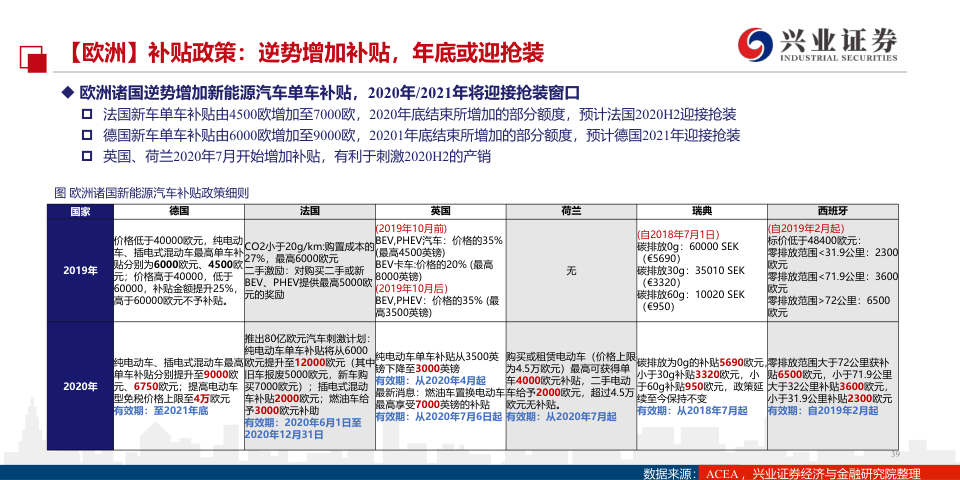 【欧洲】补贴政策：逆势增加补贴，年底或迎抢装
兴业证券
INDUSTRIAL SECURITIES
◆ 欧洲诸国逆势增加新能源汽车单车补贴，2020年/2021年将迎接抢装窗口
法国新车单车补贴由4500欧增加至7000欧，2020年底结束所增加的部分额度，预计法国2020H2迎接抢装
德国新车单车补贴由6000欧增加至9000欧，20201年底结束所增加的部分额度，预计德国2021年迎接抢装
英国、荷兰2020年7月开始增加补贴，有利于刺激2020H2的产销
图 欧洲诸国新能源汽车补贴政策细则
国家 德国 法国 英国 荷兰 瑞典 西班牙
2019年
价格低于40000欧元，纯电动
车、插电式混动车最高单车补
贴分别为6000欧元、4500欧
元；价格高于40000，低于
60000，补贴金额提升25%，
高于60000欧元不予补贴。
CO2小于20g/km:购置成本的
27%，最高6000欧元
二手激励：对购买二手或新
BEV、PHEV提供最高5000欧
元的奖励
(2019年10月前)
BEV,PHEV汽车：价格的35%
(最高4500英镑)
BEV卡车:价格的20% (最高
8000英镑)
(2019年10月后)
BEV,PHEV：价格的35% (最
高3500英镑)
无
(自2018年7月1日)
碳排放0g：60000 SEK
（€5690）
碳排放30g：35010 SEK
（€3320）
碳排放60g：10020 SEK
（€950）
(自2019年2月起)
标价低于48400欧元：
零排放范围<31.9公里：2300
欧元
零排放范围<71.9公里：3600
欧元
零排放范围>72公里：6500
欧元
2020年
纯电动车、插电式混动车最高
单车补贴分别提升至9000欧
元、6750欧元；提高电动车
型免税价格上限至4万欧元
有效期：至2021年底
推出80亿欧元汽车刺激计划：
纯电动车单车补贴将从6000
欧元提升至12000欧元（其中
旧车报废5000欧元，新车购
买7000欧元）；插电式混动
车补贴2000欧元；燃油车给
予3000欧元补助
有效期：2020年6月1日至
2020年12月31日
纯电动车单车补贴从3500英
镑下降至3000英镑
有效期：从2020年4月起
最新消息：燃油车置换电动车
最高享受7000英镑的补贴
有效期：从2020年7月6日起
购买或租赁电动车（价格上限
为4.5万欧元）最高可获得单
车4000欧元补贴，二手电动
车给予2000欧元，超过4.5万
欧元无补贴。
有效期：从2020年7月起
碳排放为0g的补贴5690欧元，
小于30g补贴3320欧元，小
于60g补贴950欧元，政策延
续至今保持不变
有效期：从2018年7月起
零排放范围大于72公里获补
贴6500欧元，小于71.9公里
大于32公里补贴3600欧元，
小于31.9公里补贴2300欧元
有效期：自2019年2月起
39
数据来源： ACEA ，兴业证券经济与金融研究院整理